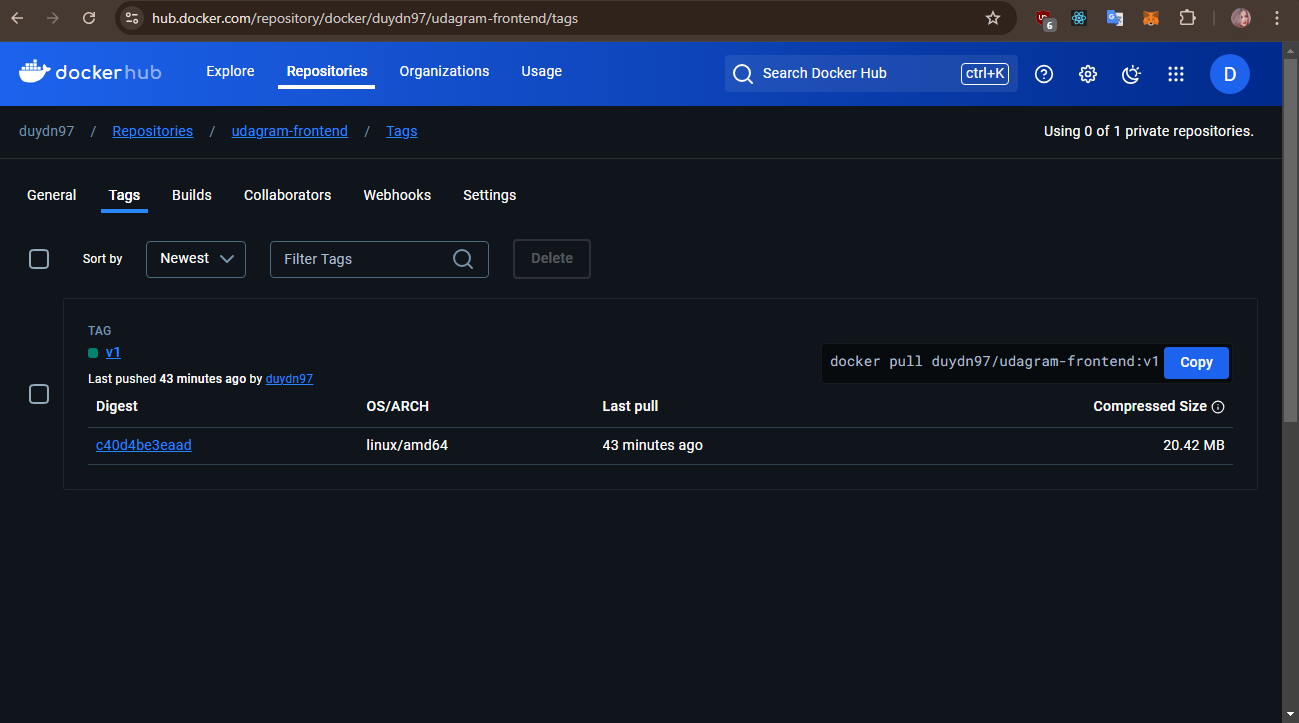 hub.docker.com/repository/docker/duydn97/udagram-frontend/tags
6
dockerhub Explore Repositories Organizations Usage Search Docker Hub ctrl+K D
duydn97 / Repositories / udagram-frontend / Tags Using 0 of 1 private repositories.
General Tags Builds Collaborators Webhooks Settings
Sort by Newest Filter Tags Delete
TAG
v1
docker pull duydn97/udagram-frontend:v1 Copy
Last pushed 43 minutes ago by duydn97
Digest OS/ARCH Last pull Compressed Size
c40d4be3eaad linux/amd64 43 minutes ago 20.42 MB